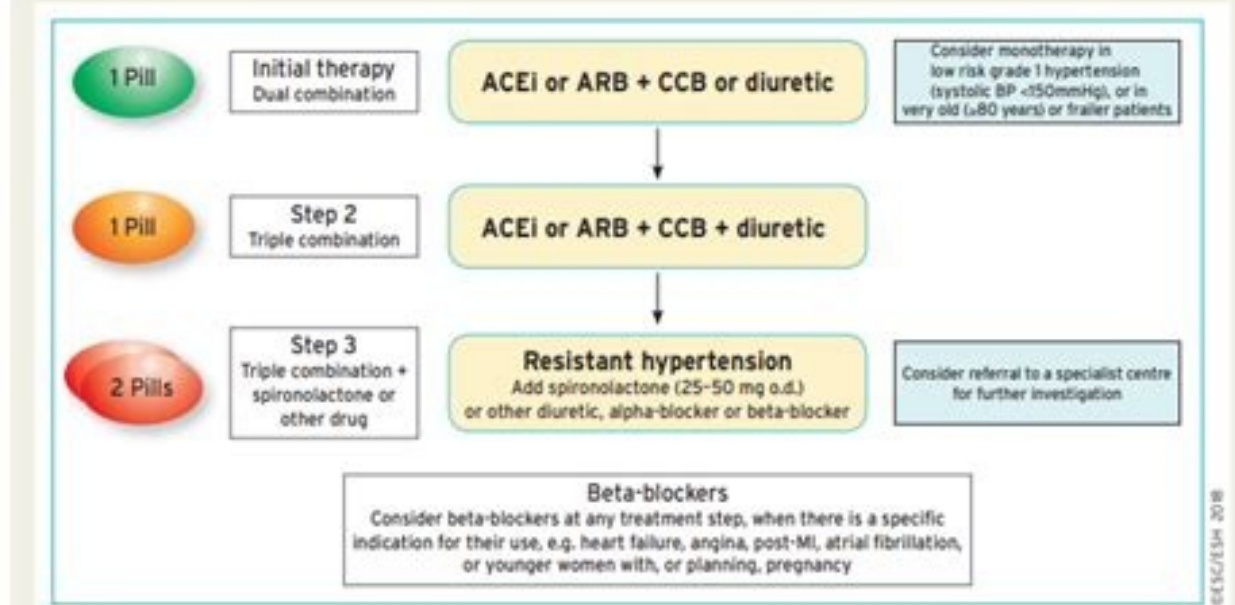 1 Pill
Initial therapy
Dual combination
ACEi or ARB + CCB or diuretic
Consider monotherapy in
low risk grade 1 hypertension
(systolic BP <150mmHg), or in
very old (≥80 years) or frailer patients
1 Pill
Step 2
Triple combination
ACEi or ARB + CCB + diuretic
2 Pills
Step 3
Triple combination +
spironolactone or
other drug
Resistant hypertension
Add spironolactone (25-50 mg o.d.)
or other diuretic, alpha-blocker or beta-blocker
Consider referral to a specialist centre
for further investigation
Beta-blockers
Consider beta-blockers at any treatment step, when there is a specific
indication for their use, e.g. heart failure, angina, post-MI, atrial fibrillation,
or younger women with, or planning, pregnancy
©ESC/ESH 2018